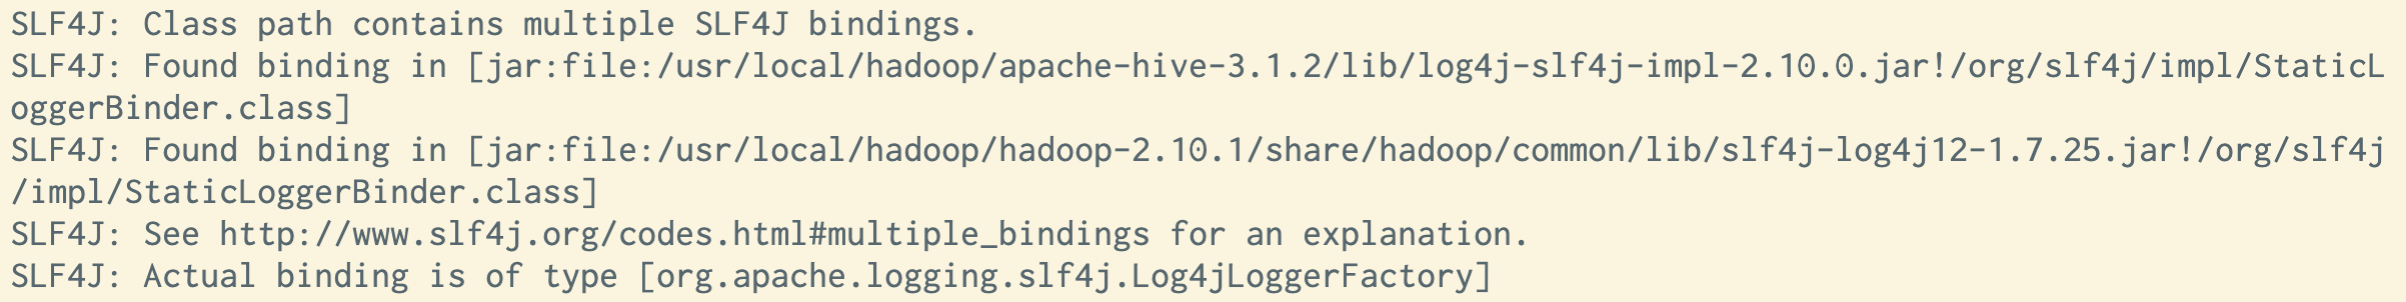 SLF4J: Class path contains multiple SLF4J bindings.
SLF4J: Found binding in [jar:file:/usr/local/hadoop/apache-hive-3.1.2/lib/log4j-slf4j-impl-2.10.0.jar!/org/slf4j/impl/StaticL
oggerBinder.class]
SLF4J: Found binding in [jar:file:/usr/local/hadoop/hadoop-2.10.1/share/hadoop/common/lib/slf4j-log4j12-1.7.25.jar!/org/slf4j
/impl/StaticLoggerBinder.class]
SLF4J: See http://www.slf4j.org/codes.html#multiple_bindings for an explanation.
SLF4J: Actual binding is of type [org.apache.logging.slf4j.Log4jLoggerFactory]